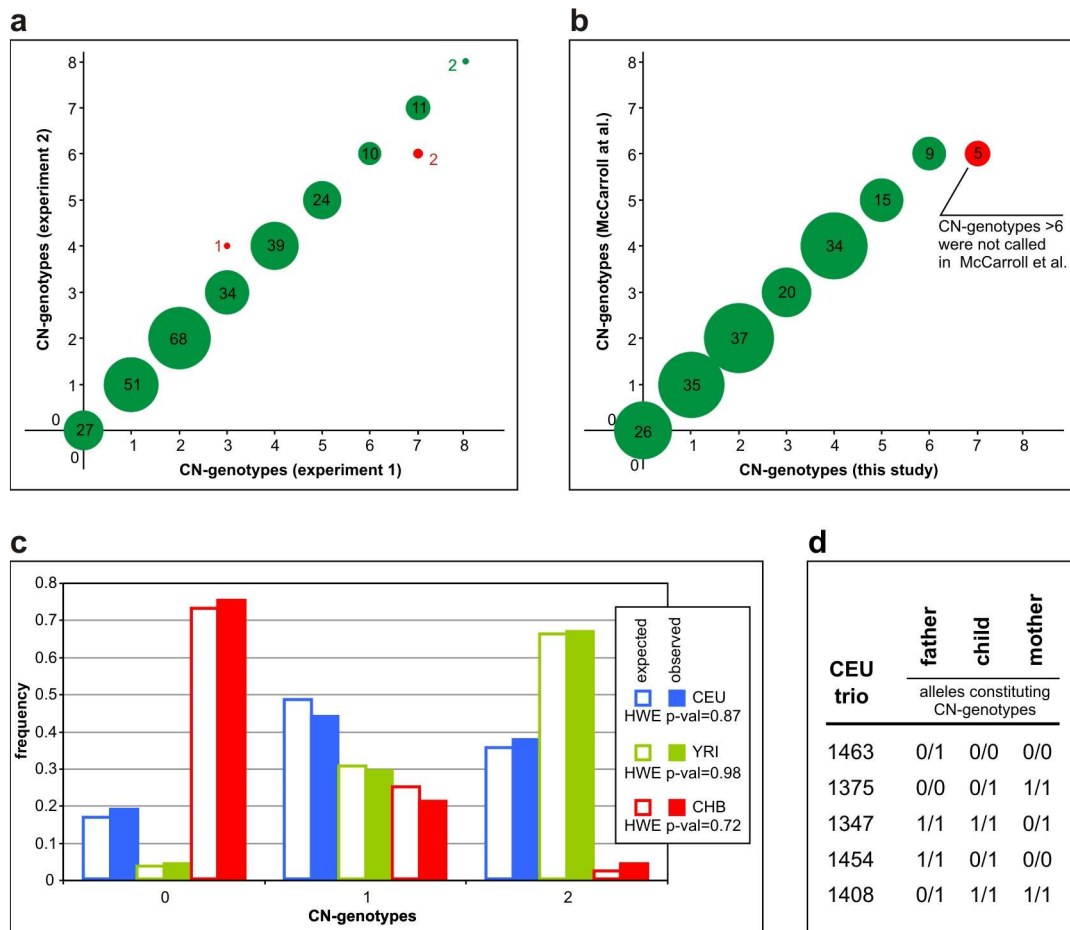 a
CN-genotypes (experiment 2)
8
7
6
5
4
3
2
1
0
0
1 2 3 4 5 6 7 8
CN-genotypes (experiment 1)
27
51
68
34
1
39
24
10
2
11
2
b
CN-genotypes (McCarroll at al.)
8
7
6
5
4
3
2
1
0
0
1 2 3 4 5 6 7 8
CN-genotypes (this study)
26
35
37
20
34
15
9
5
CN-genotypes >6
were not called
in McCarroll et al.
c
frequency
0.8
0.7
0.6
0.5
0.4
0.3
0.2
0.1
0
0 1 2
CN-genotypes
expected observed
CEU
HWE p-val=0.87
YRI
HWE p-val=0.98
CHB
HWE p-val=0.72
d
CEU trio father child mother
alleles constituting
CN-genotypes
1463 0/1 0/0 0/0
1375 0/0 0/1 1/1
1347 1/1 1/1 0/1
1454 1/1 0/1 0/0
1408 0/1 1/1 1/1